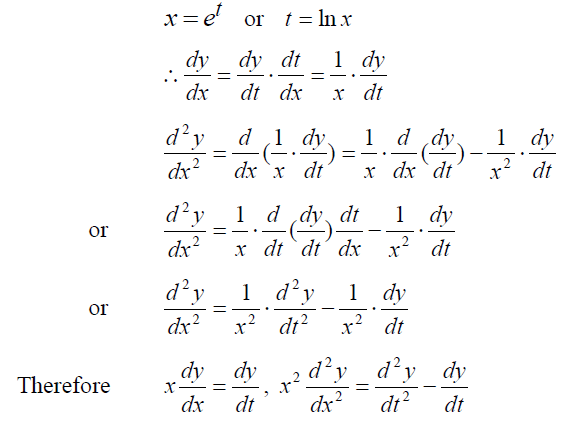 x = e^t or t = ln x
∴ dy/dx = dy/dt · dt/dx = 1/x · dy/dt
d²y/dx² = d/dx(1/x · dy/dt) = 1/x · d/dx(dy/dt) − 1/x² · dy/dt
or d²y/dx² = 1/x · d/dt(dy/dt) dt/dx − 1/x² · dy/dt
or d²y/dx² = 1/x² · d²y/dt² − 1/x² · dy/dt
Therefore x dy/dx = dy/dt , x² d²y/dx² = d²y/dt² − dy/dt